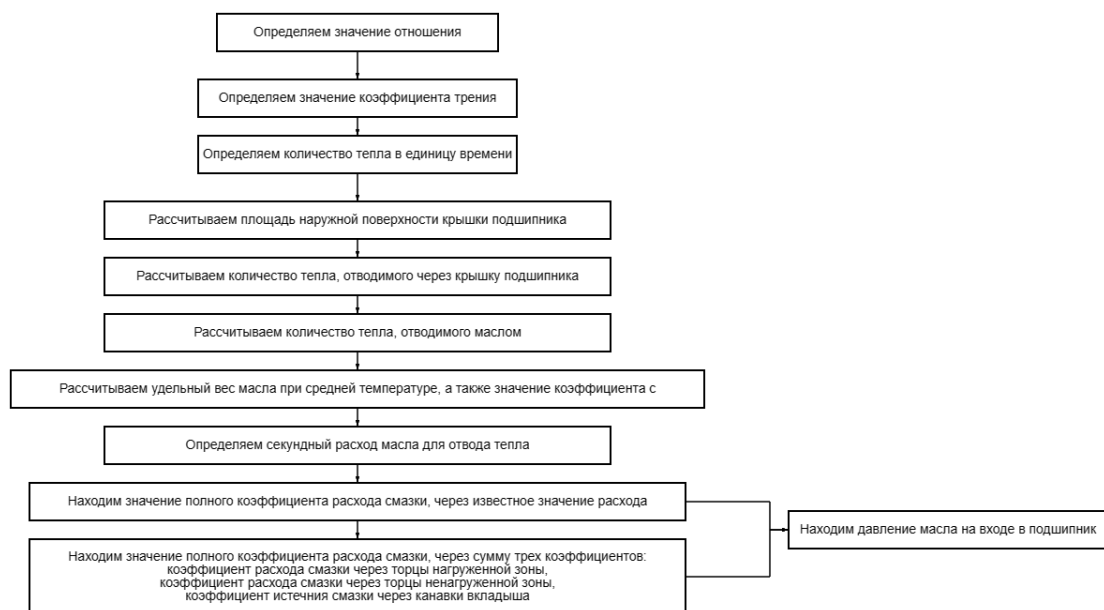 Определяем значение отношения
Определяем значение коэффициента трения
Определяем количество тепла в единицу времени
Рассчитываем площадь наружной поверхности крышки подшипника
Рассчитываем количество тепла, отводимого через крышку подшипника
Рассчитываем количество тепла, отводимого маслом
Рассчитываем удельный вес масла при средней температуре, а также значение коэффициента с
Определяем секундный расход масла для отвода тепла
Находим значение полного коэффициента расхода смазки, через известное значение расхода
Находим давление масла на входе в подшипник
Находим значение полного коэффициента расхода смазки, через сумму трех коэффициентов:
коэффициент расхода смазки через торцы нагруженной зоны,
коэффициент расхода смазки через торцы ненагруженной зоны,
коэффициент истечния смазки через канавки вкладыша